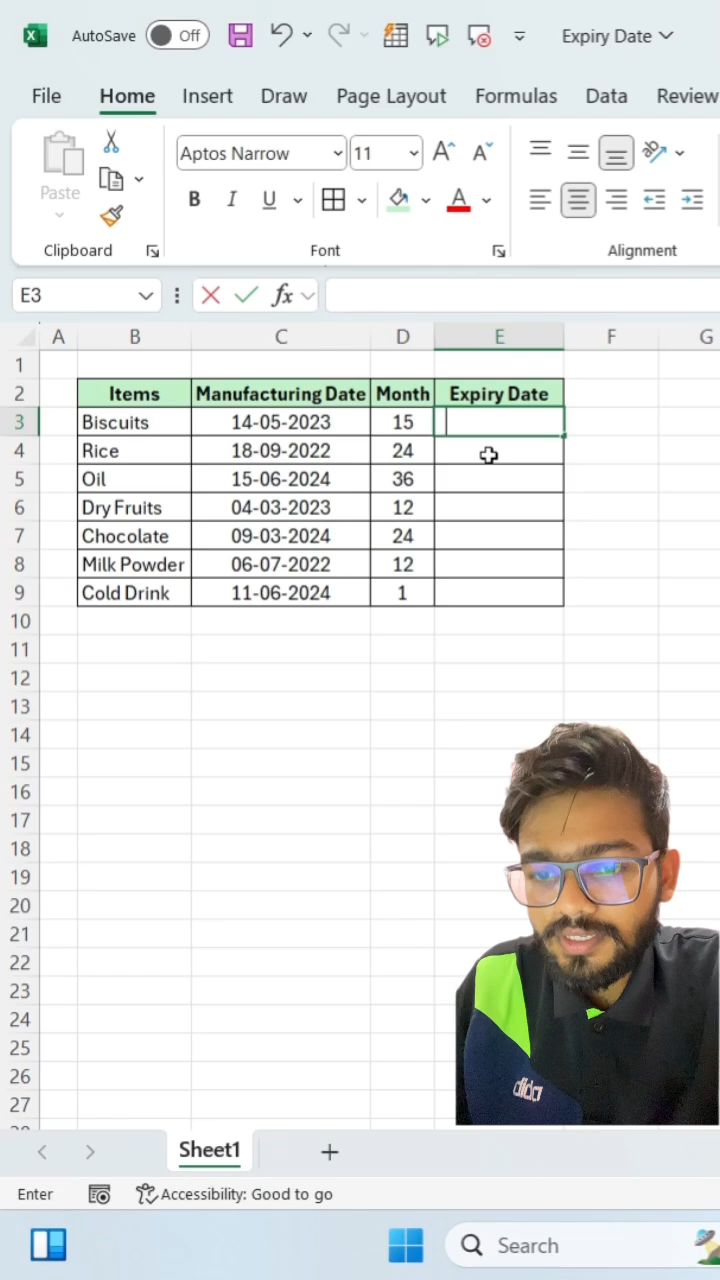 AutoSave Off Expiry Date
File Home Insert Draw Page Layout Formulas Data Review
Paste
Aptos Narrow 11 A A
B I U A
Clipboard Font Alignment
E3 fx
A B C D E F G
1
2 Items Manufacturing Date Month Expiry Date
3 Biscuits 14-05-2023 15
4 Rice 18-09-2022 24
5 Oil 15-06-2024 36
6 Dry Fruits 04-03-2023 12
7 Chocolate 09-03-2024 24
8 Milk Powder 06-07-2022 12
9 Cold Drink 11-06-2024 1
10
11
12
13
14
15
16
17
18
19
20
21
22
23
24
25
26
27
Sheet1
Enter Accessibility: Good to go
Search